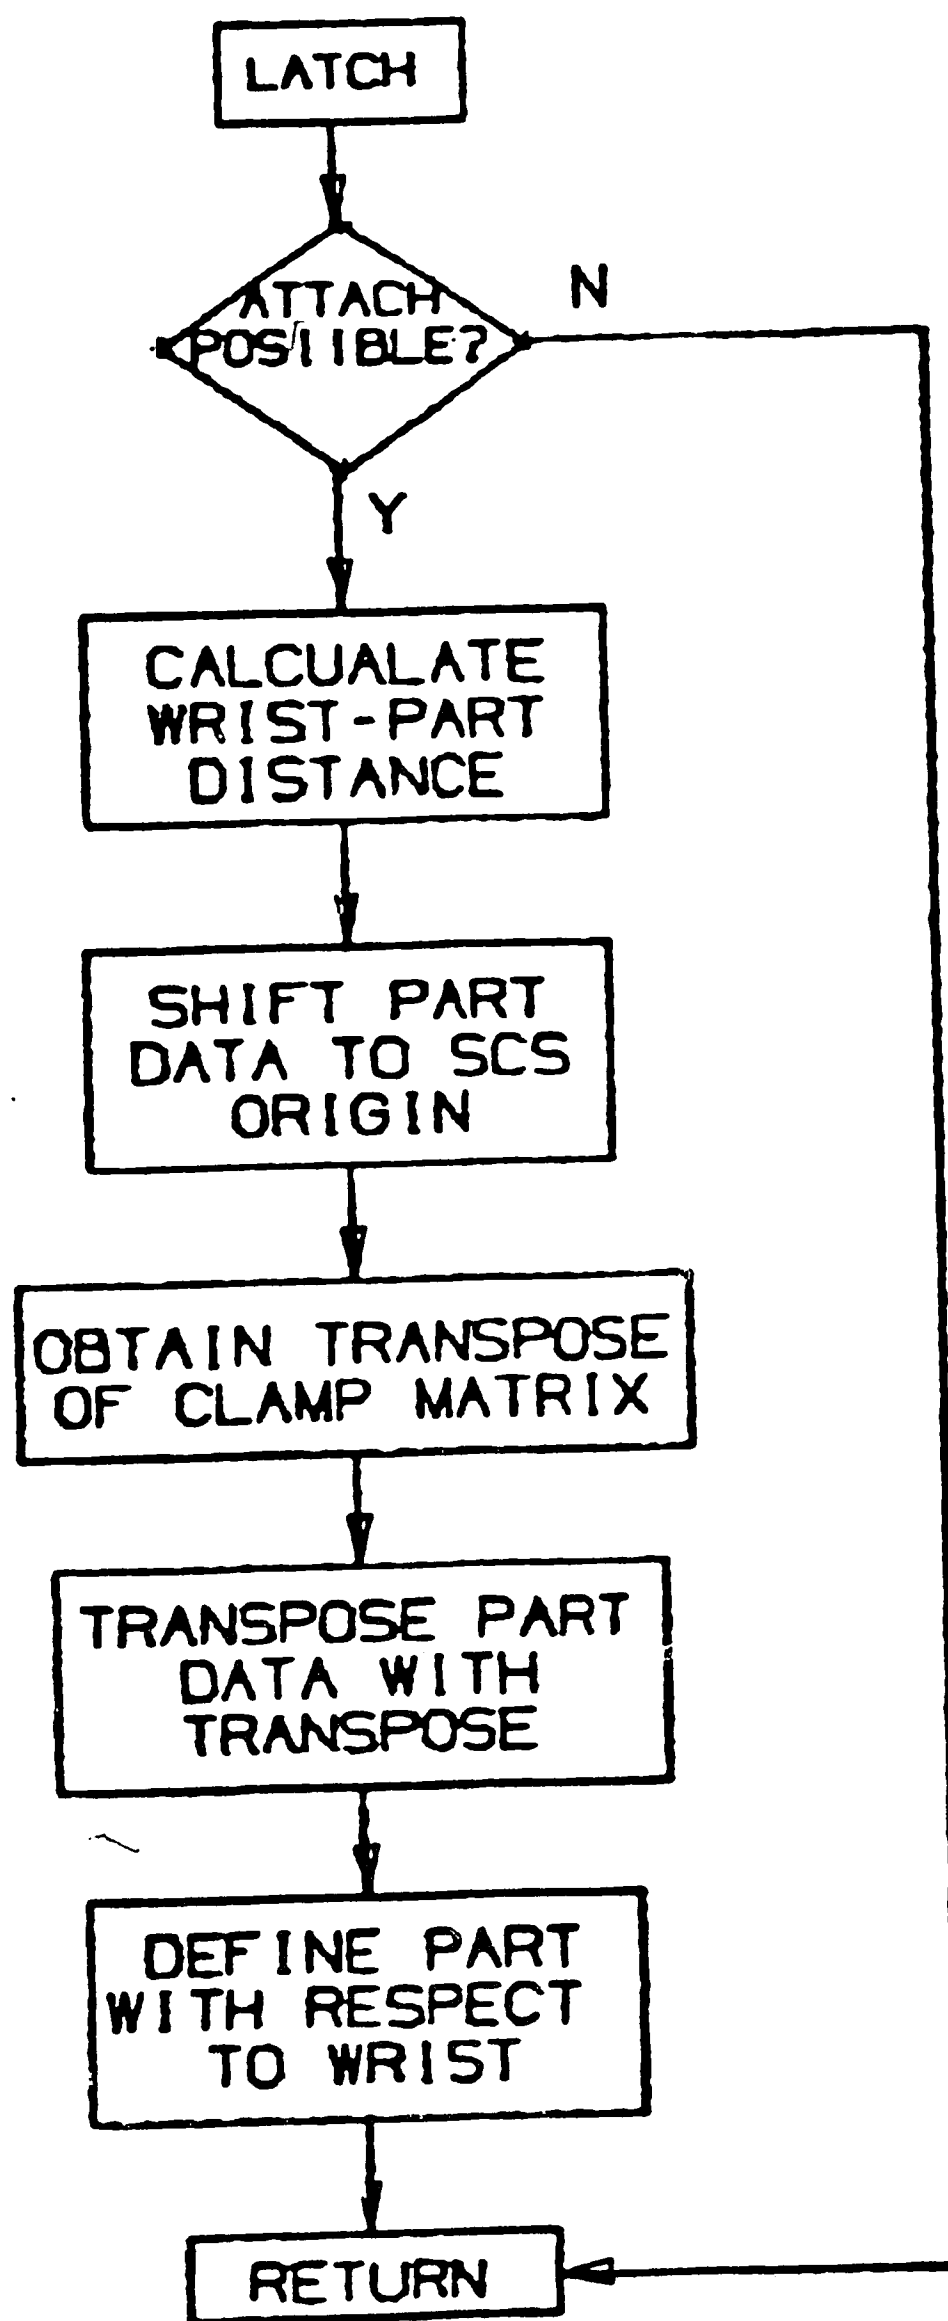 LATCH
ATTACH
POSIIBLE?
N
Y
CALCUALATE
WRIST-PART
DISTANCE
SHIFT PART
DATA TO SCS
ORIGIN
OBTAIN TRANSPOSE
OF CLAMP MATRIX
TRANSPOSE PART
DATA WITH
TRANSPOSE
DEFINE PART
WITH RESPECT
TO WRIST
RETURN